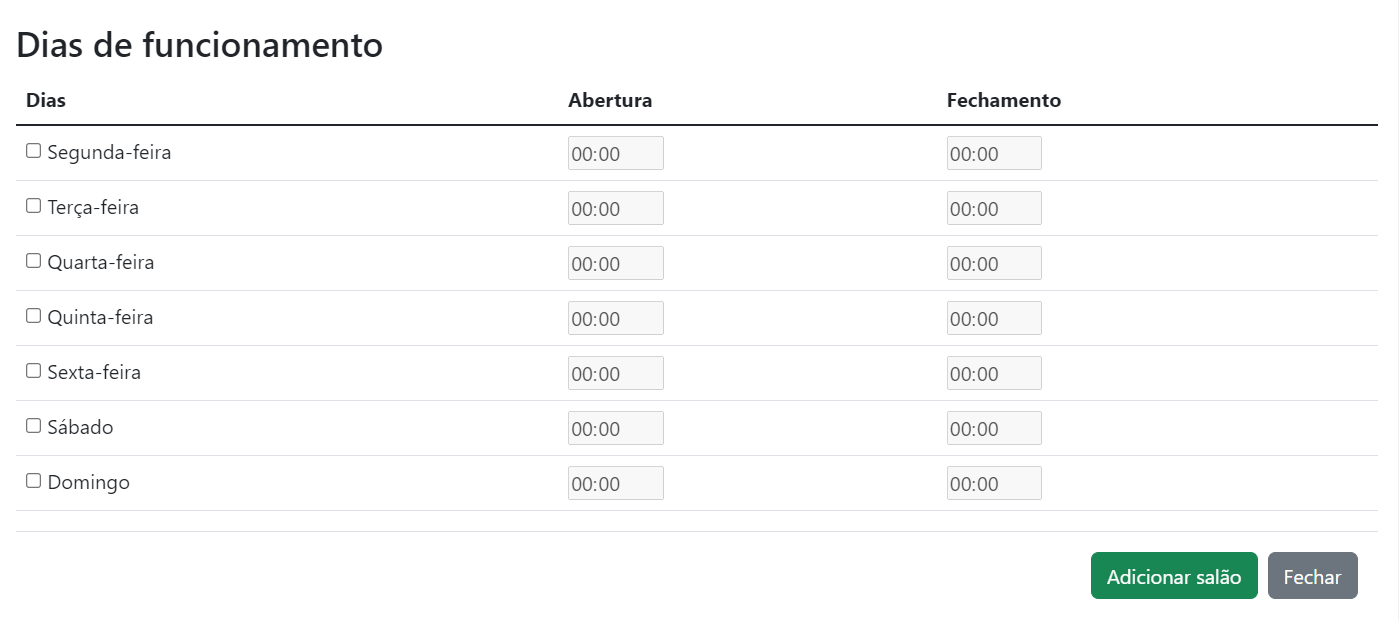 Dias de funcionamento
Dias Abertura Fechamento
Segunda-feira 00:00 00:00
Terça-feira 00:00 00:00
Quarta-feira 00:00 00:00
Quinta-feira 00:00 00:00
Sexta-feira 00:00 00:00
Sábado 00:00 00:00
Domingo 00:00 00:00
Adicionar salão Fechar